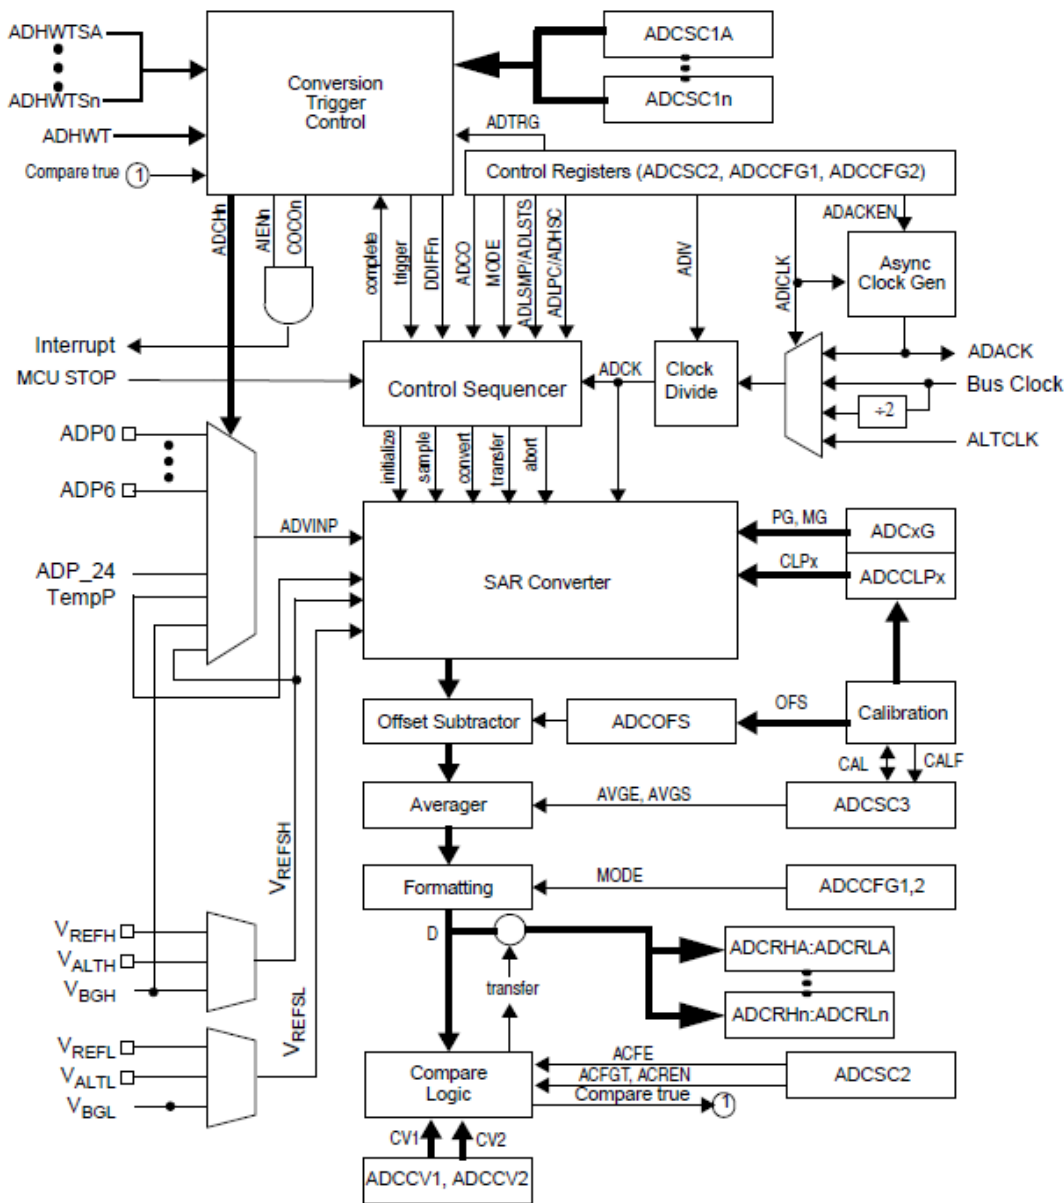 ADHWTSA
ADHWTSn
ADHWT
Compare true 1
Conversion
Trigger
Control
ADCSC1A
ADCSC1n
ADTRG
Control Registers (ADCSC2, ADCCFG1, ADCCFG2)
ADCHn
AIENn
COCOn
complete
trigger
DDIFFn
ADCO
MODE
ADLSMP/ADLSTS
ADLPC/ADHSC
ADIV
ADICLK
ADACKEN
Async
Clock Gen
Interrupt
MCU STOP
Control Sequencer
ADCK
Clock
Divide
ADACK
Bus Clock
÷2
ALTCLK
ADP0
ADP6
ADP_24
TempP
initialize
sample
convert
transfer
abort
ADVINP
SAR Converter
PG, MG
ADCxG
CLPx
ADCCLPx
Offset Subtractor
ADCOFS
OFS
Calibration
CAL
CALF
Averager
AVGE, AVGS
ADCSC3
Formatting
MODE
ADCCFG1,2
D
transfer
ADCRHA:ADCRLA
ADCRHn:ADCRLn
VREFSH
VREFH
VALTH
VBGH
VREFSL
VREFL
VALTL
VBGL
Compare
Logic
ACFE
ACFGT, ACREN
Compare true 1
ADCSC2
CV1
CV2
ADCCV1, ADCCV2